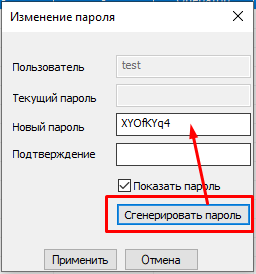 Изменение пароля
Пользователь test
Текущий пароль
Новый пароль XYOfKYq4
Подтверждение
Показать пароль
Сгенерировать пароль
Применить Отмена